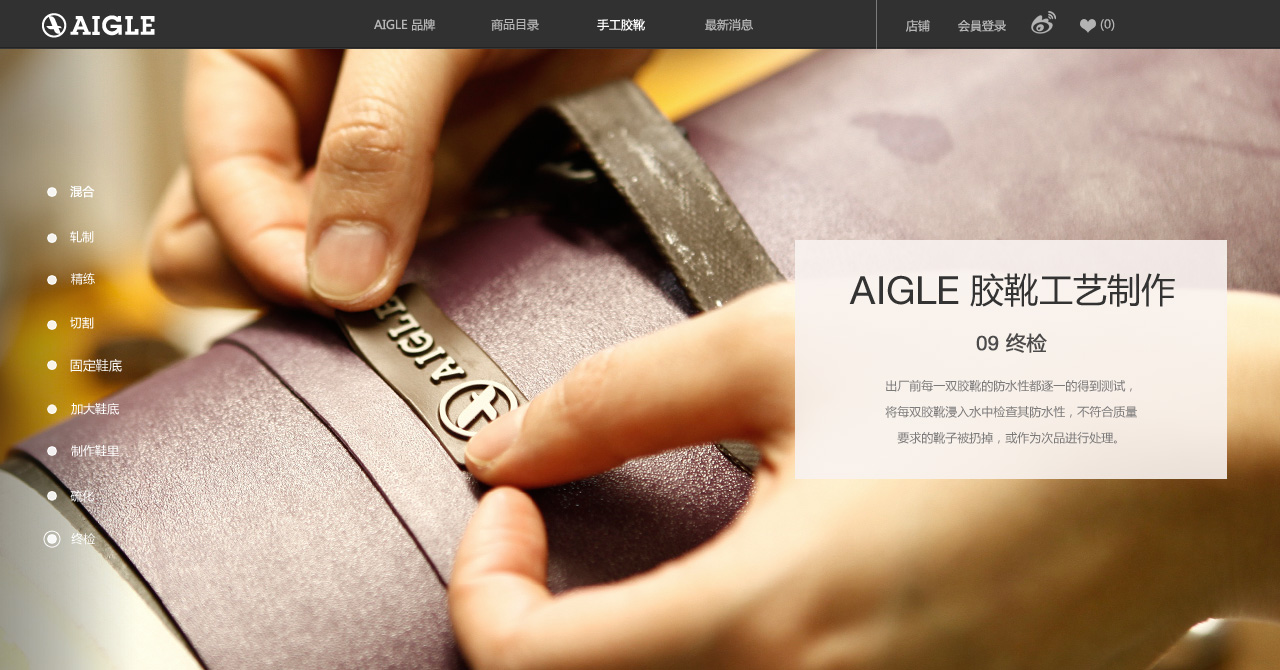 AIGLE
AIGLE 品牌
商品目录
手工胶靴
最新消息
店铺
会員登录
(0)
混合
轧制
精练
切割
固定鞋底
加大鞋底
制作鞋里
硫化
终检
AIGLE
AIGLE 胶靴工艺制作
09 终检
出厂前每一双胶靴的防水性都逐一的得到测试，
将每双胶靴浸入水中检查其防水性，不符合质量
要求的靴子被扔掉，或作为次品进行处理。